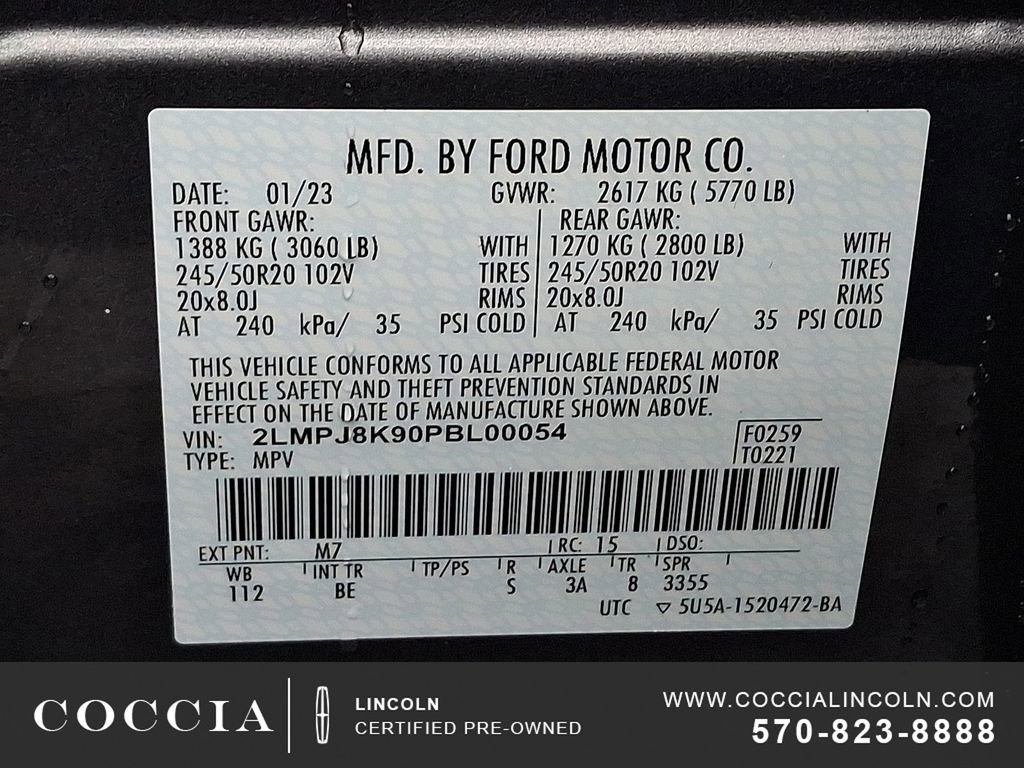 MFD. BY FORD MOTOR CO.
DATE: 01/23 GVWR: 2617 KG ( 5770 LB)
FRONT GAWR: REAR GAWR:
1388 KG ( 3060 LB) WITH 1270 KG ( 2800 LB) WITH
245/50R20 102V TIRES 245/50R20 102V TIRES
20x8.0J RIMS 20x8.0J RIMS
AT 240 kPa/ 35 PSI COLD AT 240 kPa/ 35 PSI COLD
THIS VEHICLE CONFORMS TO ALL APPLICABLE FEDERAL MOTOR
VEHICLE SAFETY AND THEFT PREVENTION STANDARDS IN
EFFECT ON THE DATE OF MANUFACTURE SHOWN ABOVE.
VIN: 2LMPJ8K90PBL00054 F0259
TYPE: MPV T0221
EXT PNT: M7 RC: 15 DSO:
WB INT TR TP/PS R AXLE TR SPR
112 BE S 3A 8 3355
UTC ▽ 5U5A-1520472-BA
COCCIA
LINCOLN
CERTIFIED PRE-OWNED
WWW.COCCIALINCOLN.COM
570-823-8888